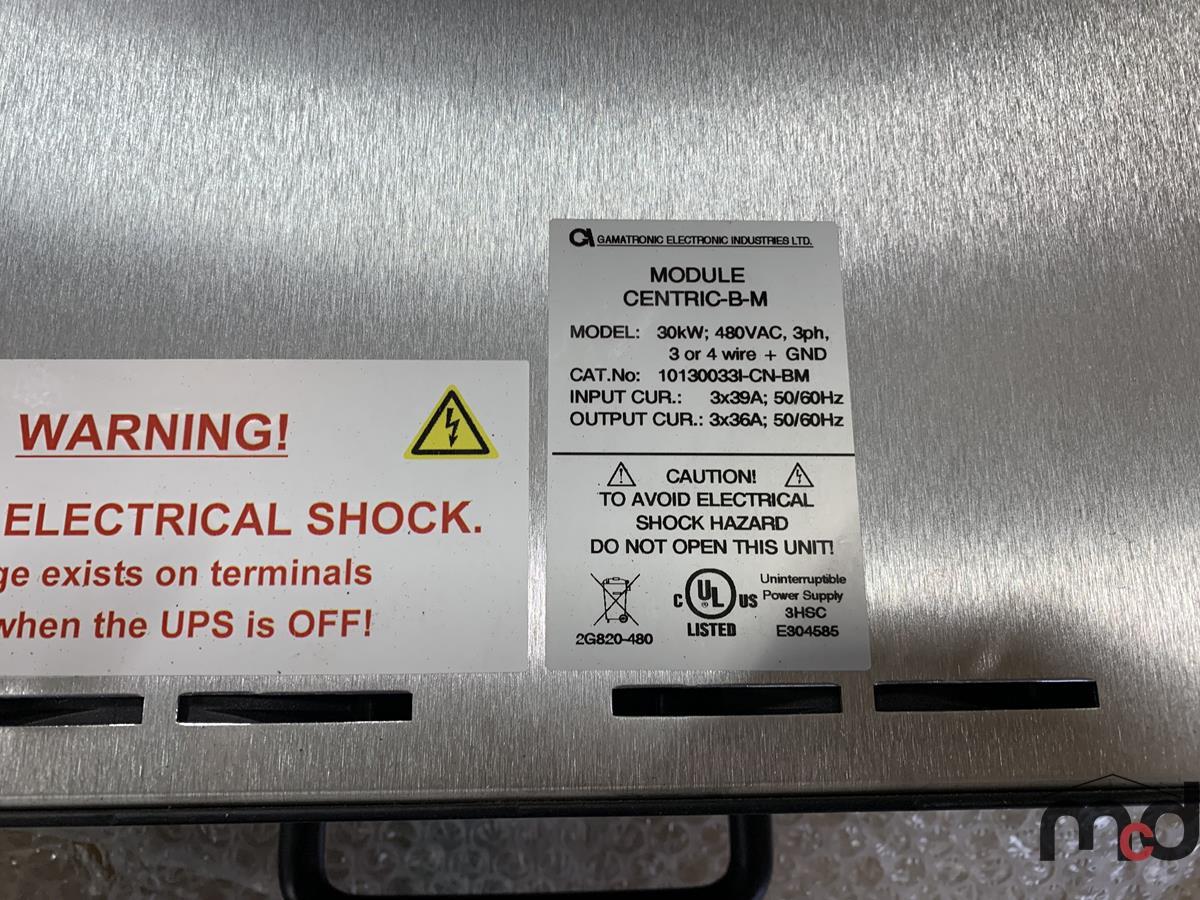 GAMATRONIC ELECTRONIC INDUSTRIES LTD.
MODULE
CENTRIC-B-M
MODEL: 30kW; 480VAC, 3ph,
3 or 4 wire + GND
CAT.No: 10130033I-CN-BM
INPUT CUR.: 3x39A; 50/60Hz
OUTPUT CUR.: 3x36A; 50/60Hz
CAUTION!
TO AVOID ELECTRICAL
SHOCK HAZARD
DO NOT OPEN THIS UNIT!
2G820-480
C UL US
LISTED
Uninterruptible
Power Supply
3HSC
E304585
WARNING!
ELECTRICAL SHOCK.
ge exists on terminals
when the UPS is OFF!
mcd